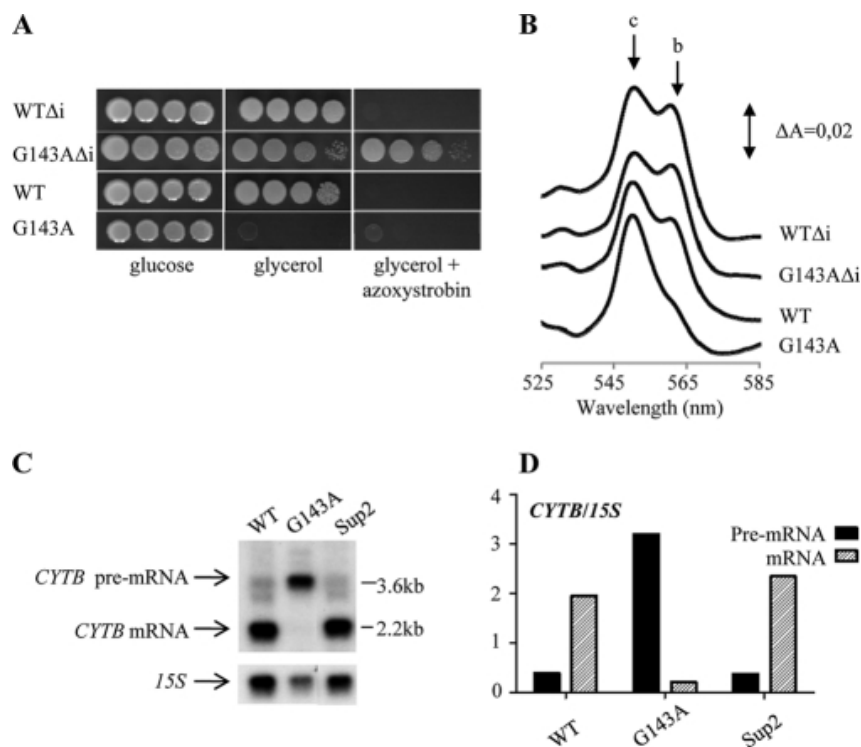 A
WTΔi
G143AΔi
WT
G143A
glucose
glycerol
glycerol +
azoxystrobin
B
c
b
ΔA=0,02
WTΔi
G143AΔi
WT
G143A
525
545
565
585
Wavelength (nm)
C
WT
G143A
Sup2
CYTB pre-mRNA
3.6kb
CYTB mRNA
2.2kb
15S
D
4
3
2
1
0
CYTB/15S
Pre-mRNA
mRNA
WT
G143A
Sup2